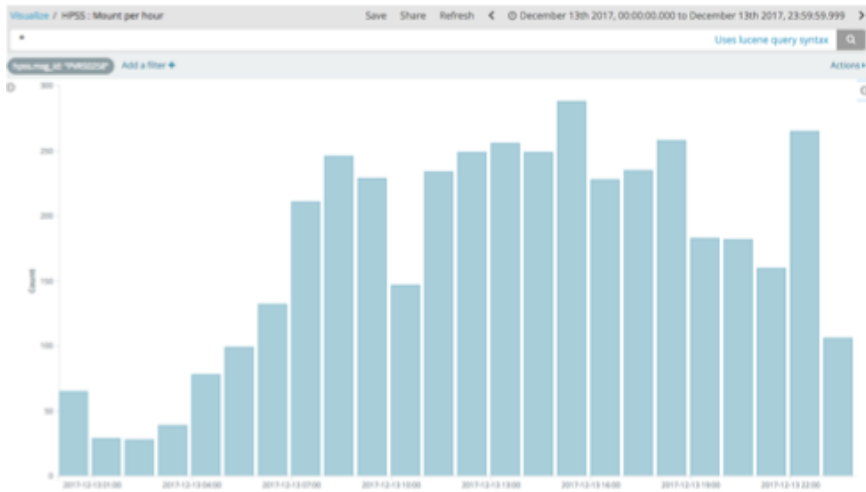 Visualize / HPSS : Mount per hour Save Share Refresh December 13th 2017, 00:00:00.000 to December 13th 2017, 23:59:59.999
* Uses lucene query syntax
hpss.msg_id: Add a filter + Actions
300
250
200
150
100
50
0
Count
2017-12-13 01:00 2017-12-13 04:00 2017-12-13 07:00 2017-12-13 10:00 2017-12-13 13:00 2017-12-13 16:00 2017-12-13 19:00 2017-12-13 22:00